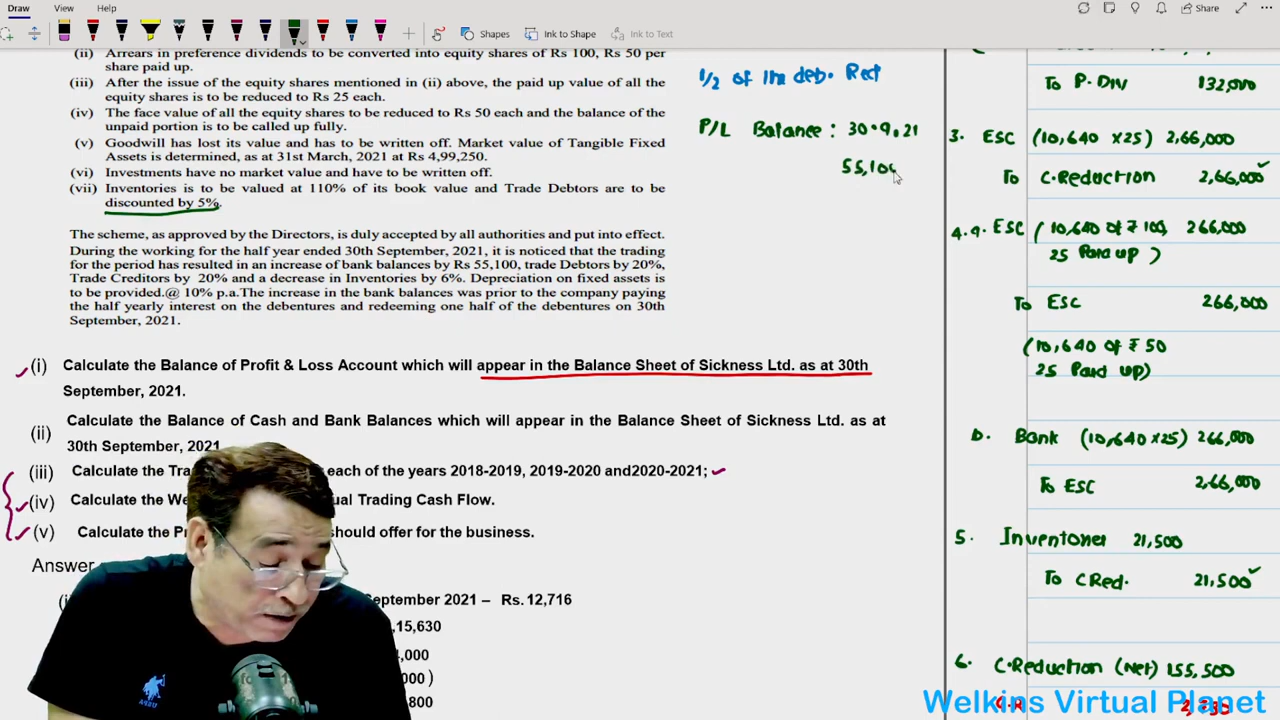 Draw
View
Help
Shapes
Ink to Shape
Ink to Text
Share
(ii) Arrears in preference dividends to be converted into equity shares of Rs 100, Rs 50 per
share paid up.
(iii) After the issue of the equity shares mentioned in (ii) above, the paid up value of all the
equity shares is to be reduced to Rs 25 each.
(iv) The face value of all the equity shares to be reduced to Rs 50 each and the balance of the
unpaid portion is to be called up fully.
(v) Goodwill has lost its value and has to be written off. Market value of Tangible Fixed
Assets is determined, as at 31st March, 2021 at Rs 4,99,250.
(vi) Investments have no market value and have to be written off.
(vii) Inventories is to be valued at 110% of its book value and Trade Debtors are to be
discounted by 5%.
The scheme, as approved by the Directors, is duly accepted by all authorities and put into effect.
During the working for the half year ended 30th September, 2021, it is noticed that the trading
for the period has resulted in an increase of bank balances by Rs 55,100, trade Debtors by 20%,
Trade Creditors by 20% and a decrease in Inventories by 6%. Depreciation on fixed assets is
to be provided.@ 10% p.a.The increase in the bank balances was prior to the company paying
the half yearly interest on the debentures and redeeming one half of the debentures on 30th
September, 2021.
(i) Calculate the Balance of Profit & Loss Account which will appear in the Balance Sheet of Sickness Ltd. as at 30th
September, 2021.
(ii) Calculate the Balance of Cash and Bank Balances which will appear in the Balance Sheet of Sickness Ltd. as at
30th September, 2021
(iii) Calculate the Tra each of the years 2018-2019, 2019-2020 and2020-2021;
(iv) Calculate the We ual Trading Cash Flow.
(v) Calculate the P should offer for the business.
Answer
September 2021 – Rs. 12,716
,15,630
,000
000 )
800
1/2 of the deb. Red
P/L Balance : 30.9.21
55,100
To P.Div 132,000
3. ESC (10,640 x25) 2,66,000
To C.Reduction 2,66,000
4.a. ESC (10,640 of ₹ 100, 266,000
25 Paid up )
To ESC 266,000
(10,640 of ₹ 50
25 Paid up)
b. Bank (10,640x25) 266,000
To ESC 2,66,000
5. Inventories 21,500
To C Red. 21,500
6. C.Reduction (Net) 155,500
Welkins Virtual Planet